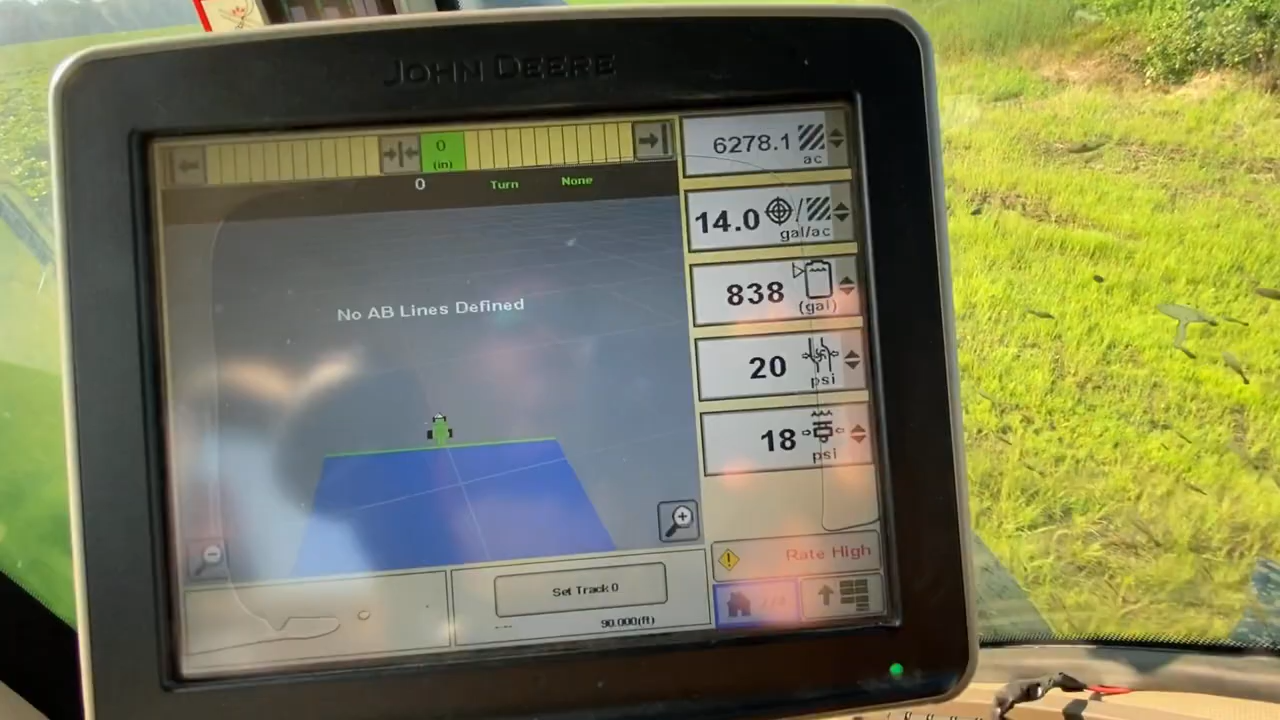 JOHN DEERE
0
(in)
0 Turn None
6278.1
ac
14.0
gal/ac
838
(gal)
20
psi
18
psi
No AB Lines Defined
Rate High
Set Track 0
90.000(ft)